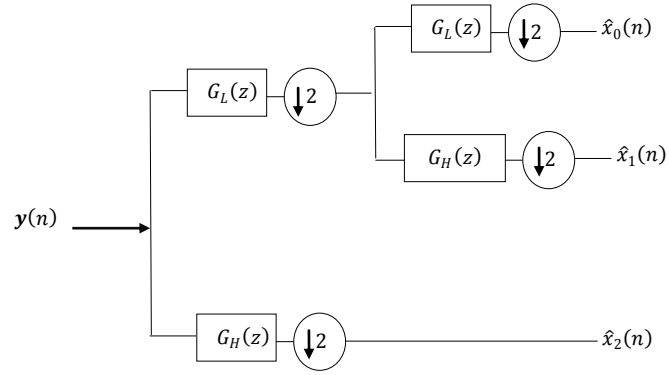 G_L(z) ↓2 x̂_0(n)
G_L(z) ↓2
G_H(z) ↓2 x̂_1(n)
y(n)
G_H(z) ↓2 x̂_2(n)